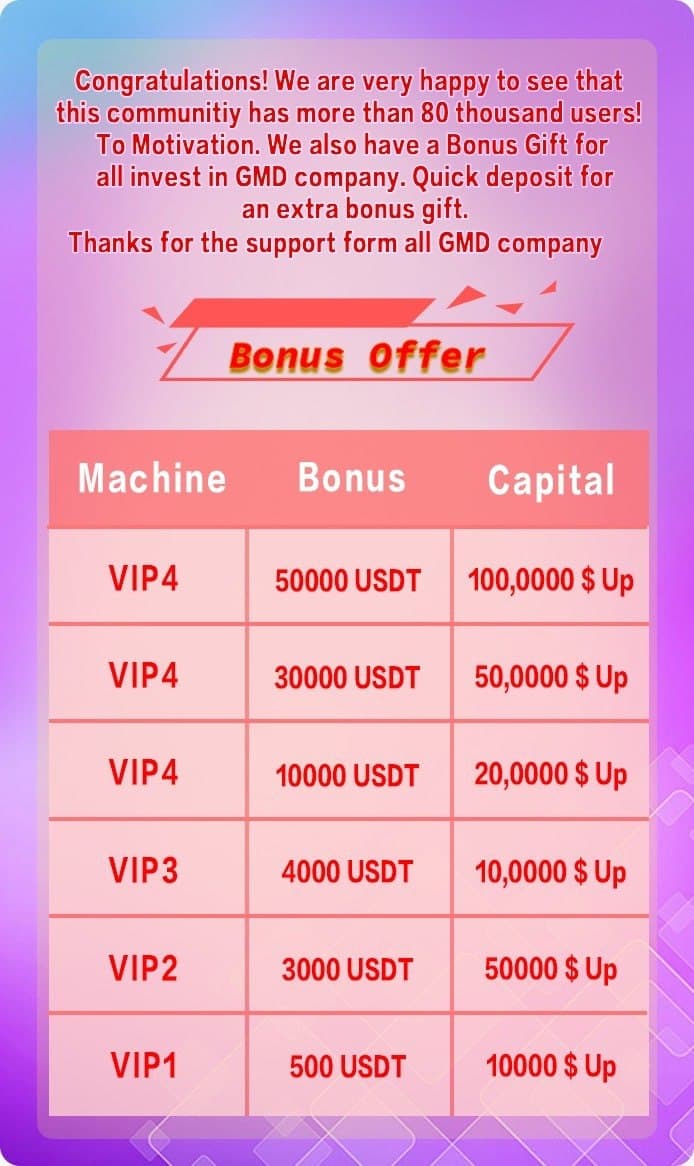 Congratulations! We are very happy to see that
this communitiy has more than 80 thousand users!
To Motivation. We also have a Bonus Gift for
all invest in GMD company. Quick deposit for
an extra bonus gift.
Thanks for the support form all GMD company
Bonus Offer
Machine Bonus Capital
VIP4 50000 USDT 100,0000 $ Up
VIP4 30000 USDT 50,0000 $ Up
VIP4 10000 USDT 20,0000 $ Up
VIP3 4000 USDT 10,0000 $ Up
VIP2 3000 USDT 50000 $ Up
VIP1 500 USDT 10000 $ Up